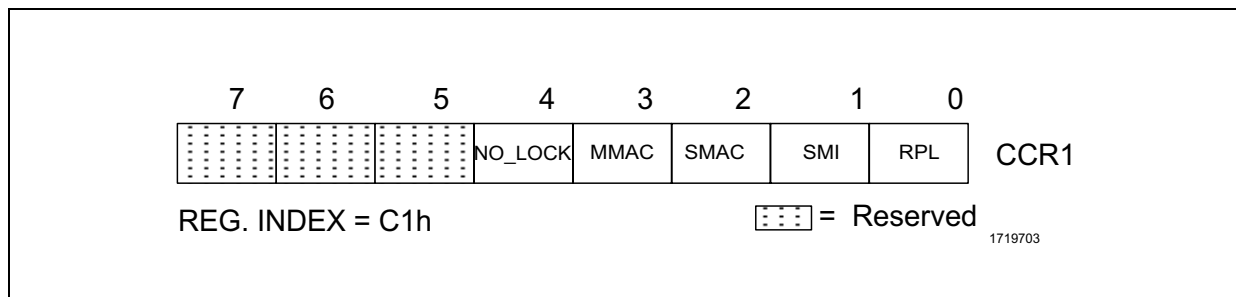 7 6 5 4 3 2 1 0
NO_LOCK MMAC SMAC SMI RPL CCR1
REG. INDEX = C1h = Reserved
1719703